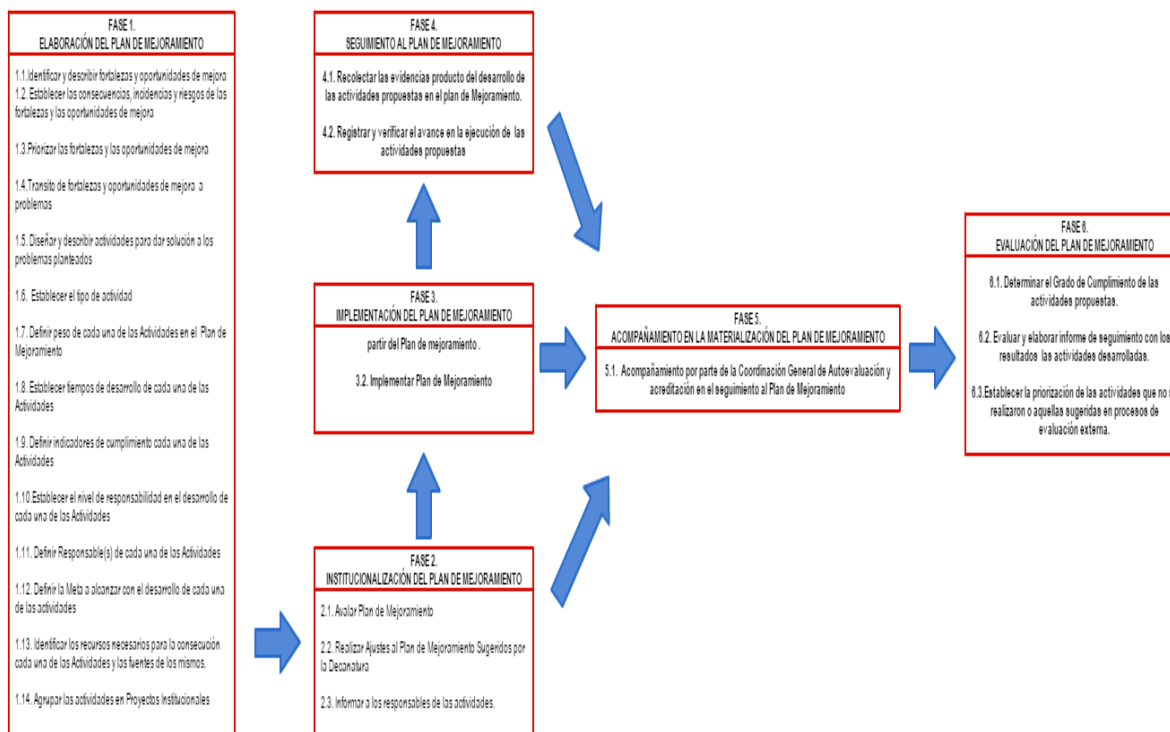 FASE 1.
ELABORACIÓN DEL PLAN DE MEJORAMIENTO
1.1.Identificar y describir fortalezas y oportunidades de mejora
1.2. Establecer las consecuencias, incidencias y riesgos de las
fortalezas y las oportunidades de mejora
1.3.Priorizar las fortalezas y las oportunidades de mejora
1.4.Transito de fortalezas y oportunidades de mejora a
problemas
1.5. Diseñar y describir actividades para dar solución a los
problemas planteados
1.6. Establecer el tipo de actividad
1.7. Definir peso de cada una de las Actividades en el Plan de
Mejoramiento
1.8. Establecer tiempos de desarrollo de cada una de las
Actividades
1.9. Definir indicadores de cumplimiento cada una de las
Actividades
1.10.Establecer el nivel de responsabilidad en el desarrollo de
cada una de las Actividades
1.11. Definir Responsable(s) de cada una de las Actividades
1.12. Definir la Meta a alcanzar con el desarrollo de cada una
de las actividades
1.13. Identificar los recursos necesarios para la consecución
cada una de las Actividades y las fuentes de los mismos.
1.14. Agrupar las actividades en Proyectos Institucionales
FASE 2.
INSTITUCIONALIZACIÓN DEL PLAN DE MEJORAMIENTO
2.1. Avalar Plan de Mejoramiento
2.2. Realizar Ajustes al Plan de Mejoramiento Sugeridos por
la Decanatura
2.3. Informar a los responsables de las actividades.
FASE 3.
IMPLEMENTACIÓN DEL PLAN DE MEJORAMIENTO
partir del Plan de mejoramiento .
3.2. Implementar Plan de Mejoramiento
FASE 4.
SEGUIMIENTO AL PLAN DE MEJORAMIENTO
4.1. Recolectar las evidencias producto del desarrollo de
las actividades propuestas en el plan de Mejoramiento.
4.2. Registrar y verificar el avance en la ejecución de las
actividades propuestas
FASE 5.
ACOMPAÑAMIENTO EN LA MATERIALIZACIÓN DEL PLAN DE MEJORAMIENTO
5.1. Acompañamiento por parte de la Coordinación General de Autoevaluación y
acreditación en el seguimiento al Plan de Mejoramiento
FASE 6.
EVALUACIÓN DEL PLAN DE MEJORAMIENTO
6.1. Determinar el Grado de Cumplimiento de las
actividades propuestas.
6.2. Evaluar y elaborar informe de seguimiento con los
resultados las actividades desarrolladas.
6.3.Establecer la priorización de las actividades que no
realizaron o aquellas sugeridas en procesos de
evaluación externa.